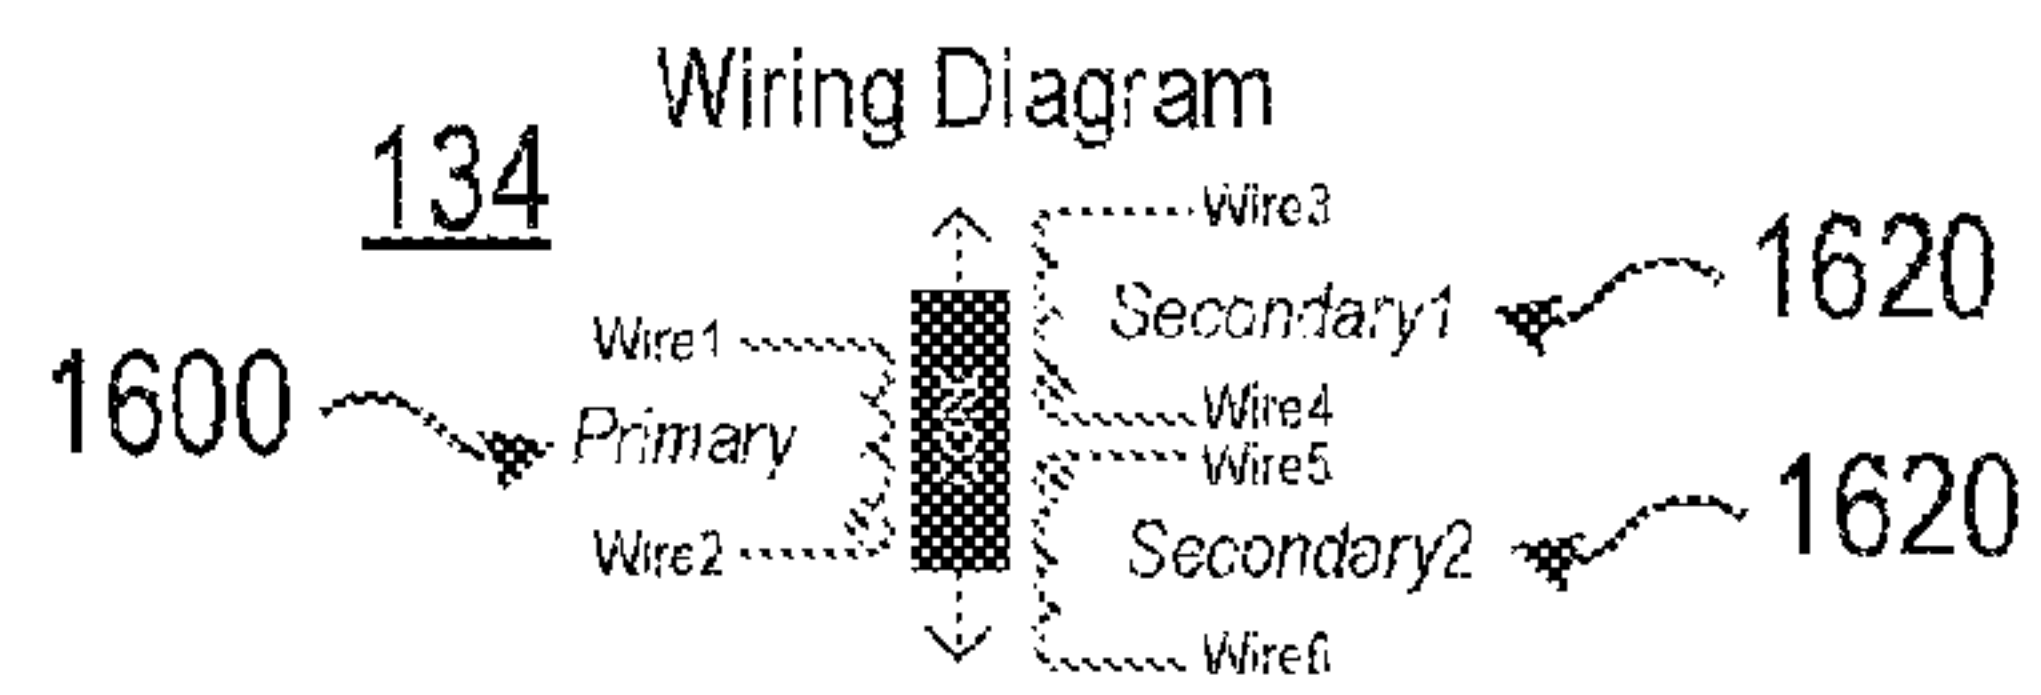 Wiring Diagram
134
Wire3
1620
Secondary1
Wire1
1600
Primary
Wire4
Wire5
1620
Secondary2
Wire2
Wire6